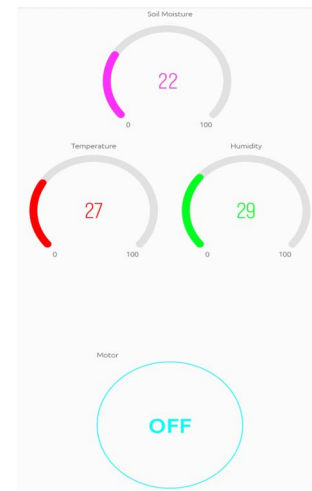 Soil Moisture
22
0 100
Temperature Humidity
27 29
0 100 0 100
Motor
OFF